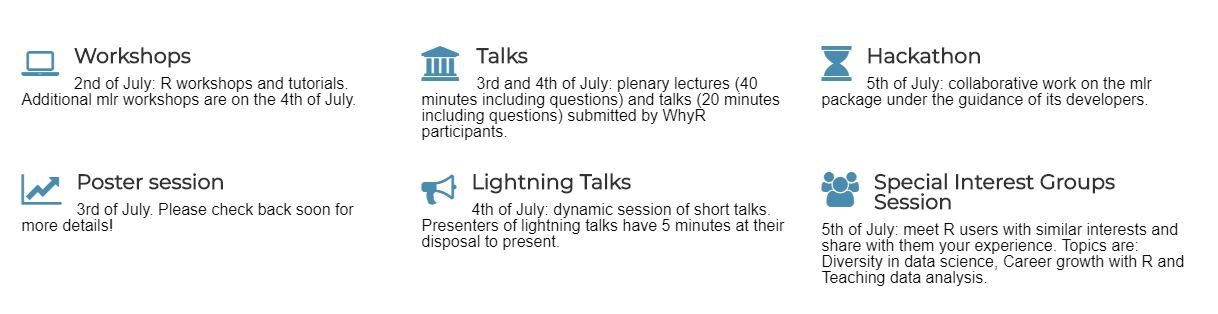 Workshops
2nd of July: R workshops and tutorials.
Additional mlr workshops are on the 4th of July.
Talks
3rd and 4th of July: plenary lectures (40
minutes including questions) and talks (20 minutes
including questions) submitted by WhyR
participants.
Hackathon
5th of July: collaborative work on the mlr
package under the guidance of its developers.
Poster session
3rd of July. Please check back soon for
more details!
Lightning Talks
4th of July: dynamic session of short talks.
Presenters of lightning talks have 5 minutes at their
disposal to present.
Special Interest Groups
Session
5th of July: meet R users with similar interests and
share with them your experience. Topics are:
Diversity in data science, Career growth with R and
Teaching data analysis.